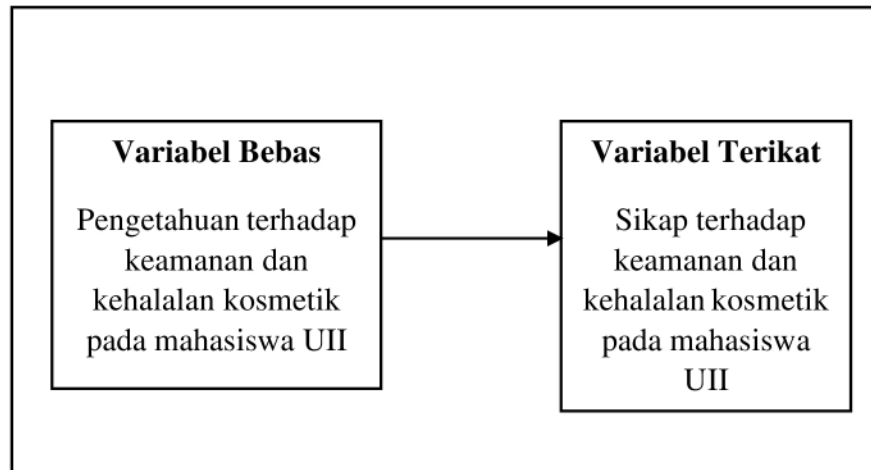 Variabel Bebas
Pengetahuan terhadap
keamanan dan
kehalalan kosmetik
pada mahasiswa UII
Variabel Terikat
Sikap terhadap
keamanan dan
kehalalan kosmetik
pada mahasiswa
UII